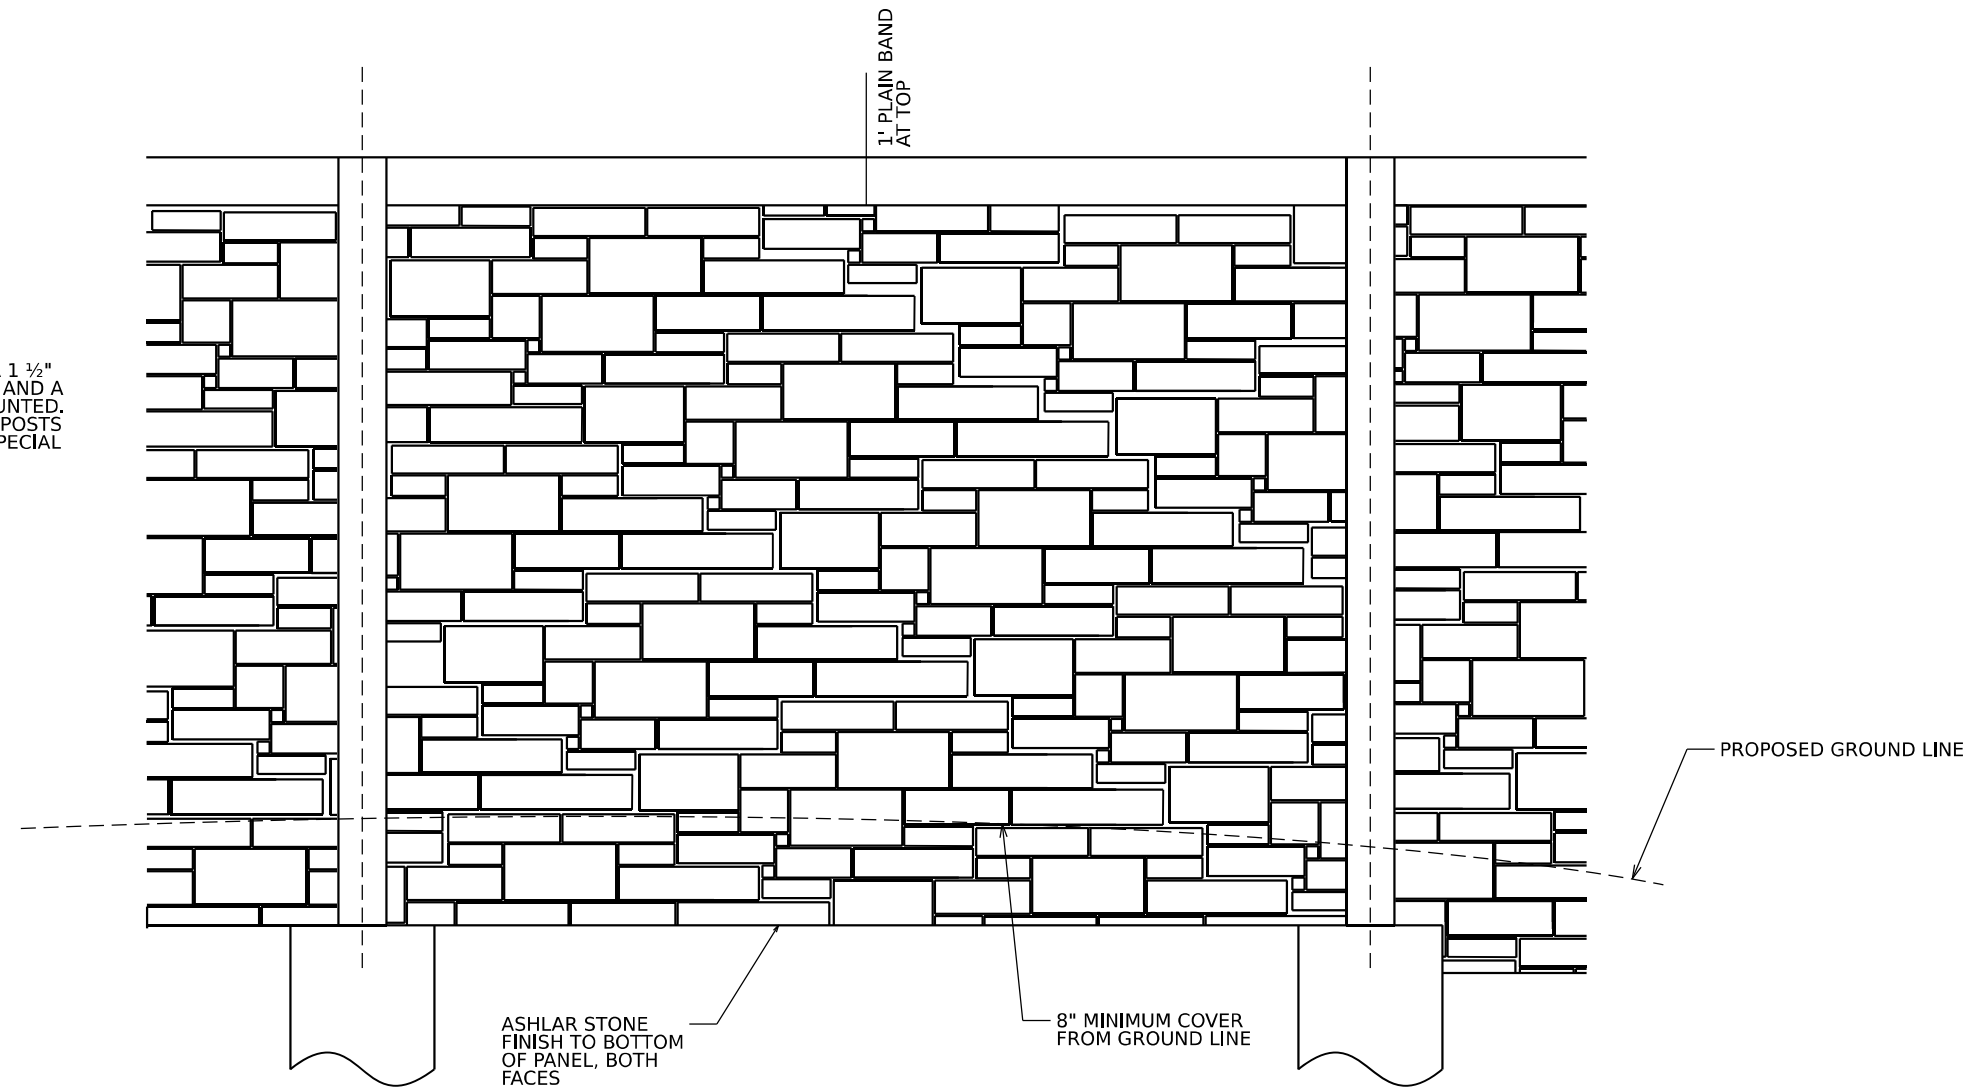 1' PLAIN BAND
AT TOP
1 ½"
AND A
UNTED.
POSTS
PECIAL
PROPOSED GROUND LINE
ASHLAR STONE
FINISH TO BOTTOM
OF PANEL, BOTH
FACES
8" MINIMUM COVER
FROM GROUND LINE